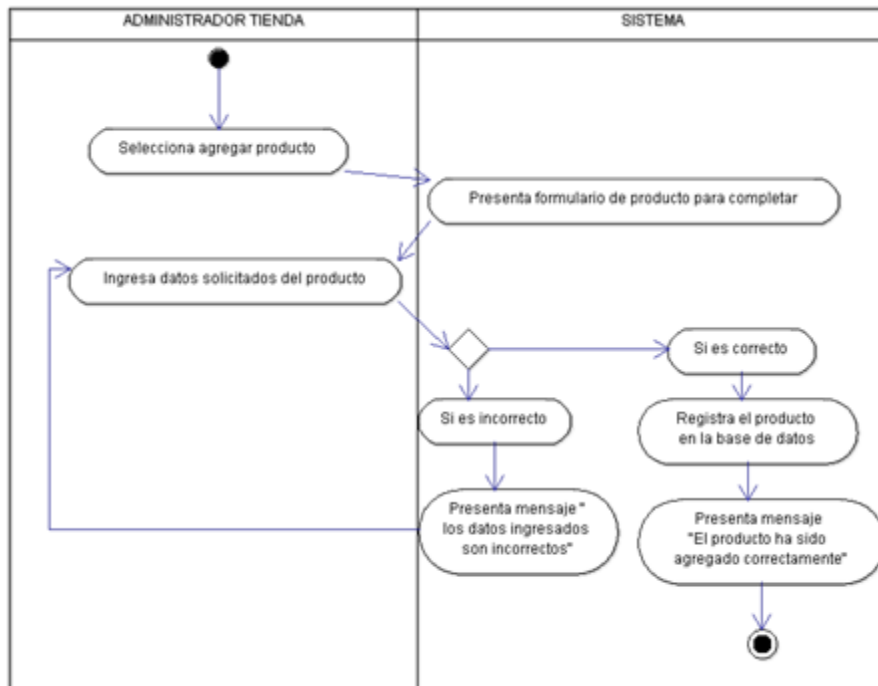 ADMINISTRADOR TIENDA
SISTEMA
Selecciona agregar producto
Presenta formulario de producto para completar
Ingresa datos solicitados del producto
Si es correcto
Si es incorrecto
Registra el producto
en la base de datos
Presenta mensaje "
los datos ingresados
son incorrectos"
Presenta mensaje
"El producto ha sido
agregado correctamente"